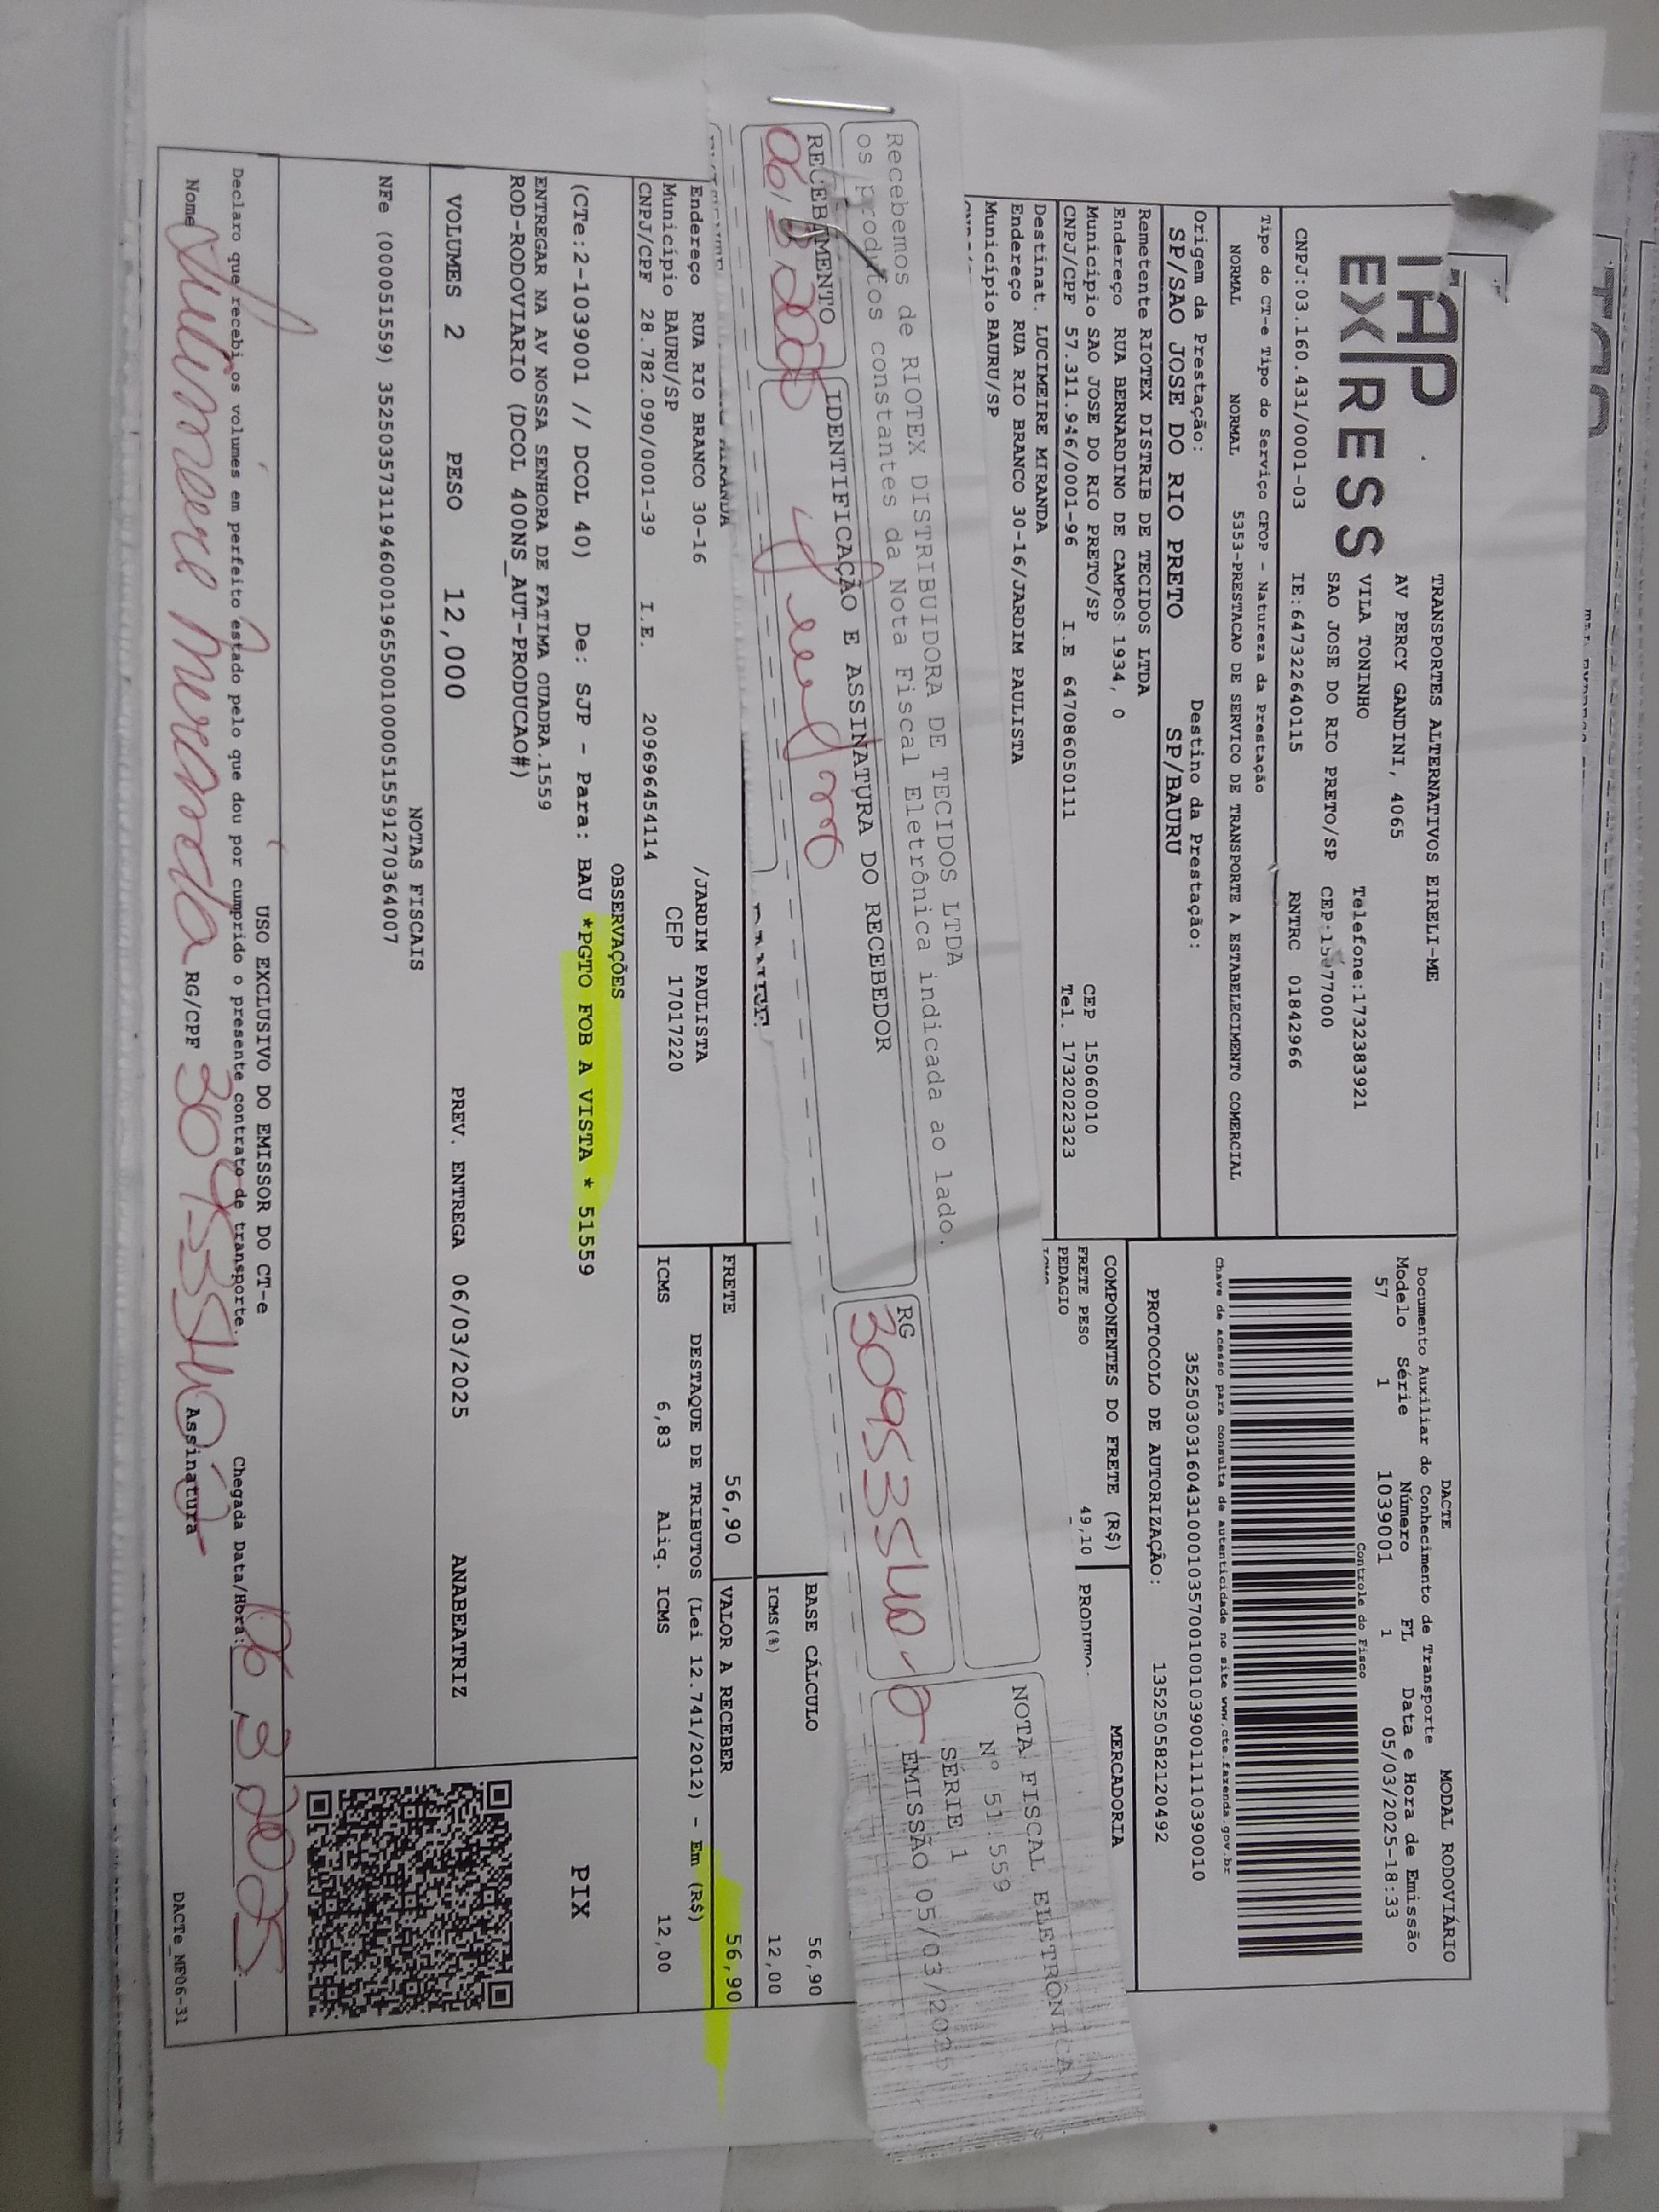 TAP
EXPRESS
TRANSPORTES ALTERNATIVOS EIRELI-ME
AV PERCY GANDINI, 4065
VILA TONINHO Telefone:1732383921
SAO JOSE DO RIO PRETO/SP CEP:15077000
CNPJ:03.160.431/0001-03 IE:647322640115 RNTRC 01842966
Tipo do CT-e Tipo do Serviço CFOP - Natureza da Prestação
NORMAL NORMAL 5353-PRESTACAO DE SERVICO DE TRANSPORTE A ESTABELECIMENTO COMERCIAL
Origem da Prestação: Destino da Prestação:
SP/SAO JOSE DO RIO PRETO SP/BAURU
Remetente RIOTEX DISTRIB DE TECIDOS LTDA
Endereço RUA BERNARDINO DE CAMPOS 1934, 0
Municipio SAO JOSE DO RIO PRETO/SP CEP 15060010
CNPJ/CPF 57.311.946/0001-96 I.E 647086050111 Tel. 1732022323
Destinat. LUCIMEIRE MIRANDA
Endereço RUA RIO BRANCO 30-16/JARDIM PAULISTA
Municipio BAURU/SP
DACTE MODAL RODOVIÁRIO
Documento Auxiliar do Conhecimento de Transporte
Modelo Série Número FL Data e Hora de Emissão
57 1 1039001 1 05/03/2025-18:33
Controle do Fisco
Chave de acesso para consulta de autenticidade no site www.cte.fazenda.gov.br
35250303160431000103570010010390011110390010
PROTOCOLO DE AUTORIZAÇÃO: 135250582120492
COMPONENTES DO FRETE (R$) MERCADORIA
FRETE PESO 49,10
PEDAGIO
Recebemos de RIOTEX DISTRIBUIDORA DE TECIDOS LTDA
os produtos constantes da Nota Fiscal Eletrônica indicada ao lado.
RECEBIMENTO IDENTIFICAÇÃO E ASSINATURA DO RECEBEDOR RG
30953540
NOTA FISCAL ELETRÔNICA
Nº 51.559
SÉRIE 1
EMISSÃO 05/03/2025
BASE CÁLCULO 56,90
ICMS(%) 12,00
Endereço RUA RIO BRANCO 30-16 /JARDIM PAULISTA
Município BAURU/SP CEP 17017220
CNPJ/CPF 28.782.090/0001-39 I.E. 209696454114
FRETE 56,90 VALOR A RECEBER 56,90
DESTAQUE DE TRIBUTOS (Lei 12.741/2012) - Em (R$)
ICMS 6,83 Aliq. ICMS 12,00
OBSERVAÇÕES
(CTe:2-1039001 // DCOL 40) De: SJP - Para: BAU *PGTO FOB A VISTA * 51559
PIX
ENTREGAR NA AV NOSSA SENHORA DE FATIMA QUADRA.1559
ROD-RODOVIARIO (DCOL 400NS_AUT-PRODUCAO#)
VOLUMES 2 PESO 12,000 PREV. ENTREGA 06/03/2025 ANABEATRIZ
NOTAS FISCAIS
NFe (000051559) 35250357311946000196550010000515591270364007
USO EXCLUSIVO DO EMISSOR DO CT-e
Declaro que recebi os volumes em perfeito estado pelo que dou por cumprido o presente contrato de transporte. Chegada Data/Hora: 06 3 2025
Nome Lucimeire Miranda RG/CPF 30953540 Assinatura
DACTe_MF06-31